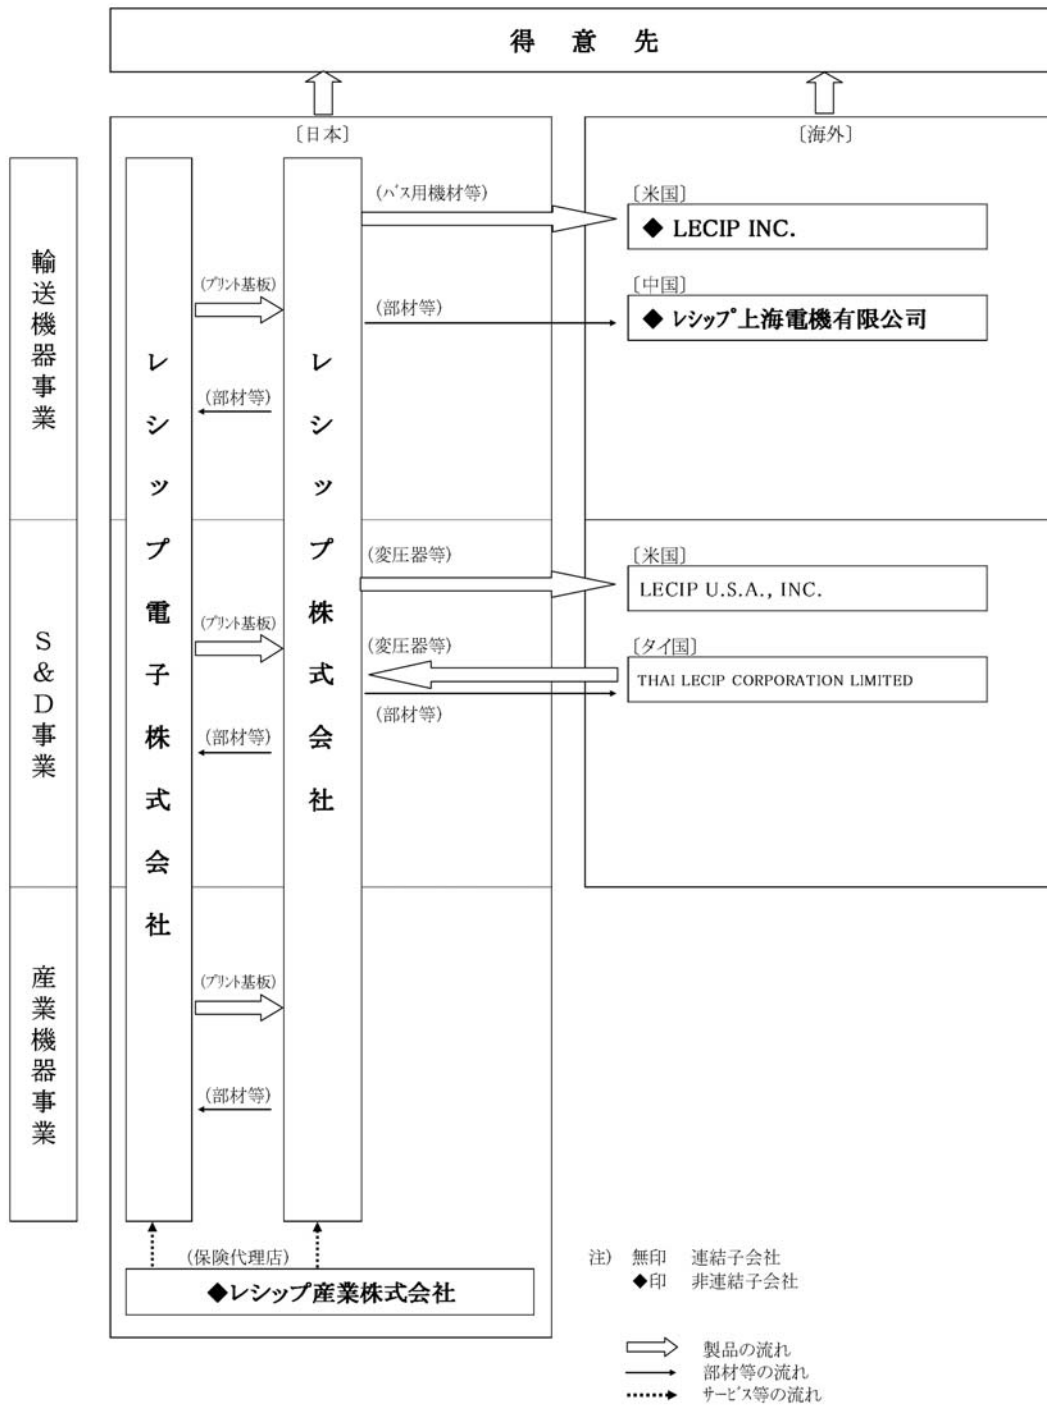 得意先
〔日本〕
〔海外〕
輸送機器事業
S&D事業
産業機器事業
レシップ電子株式会社
レシップ株式会社
(プリント基板)
(部材等)
(バス用機材等)
(部材等)
〔米国〕
◆ LECIP INC.
〔中国〕
◆ レシップ上海電機有限公司
(プリント基板)
(部材等)
(変圧器等)
(変圧器等)
(部材等)
〔米国〕
LECIP U.S.A., INC.
〔タイ国〕
THAI LECIP CORPORATION LIMITED
(プリント基板)
(部材等)
(保険代理店)
◆レシップ産業株式会社
注) 無印 連結子会社
◆印 非連結子会社
製品の流れ
部材等の流れ
サービス等の流れ